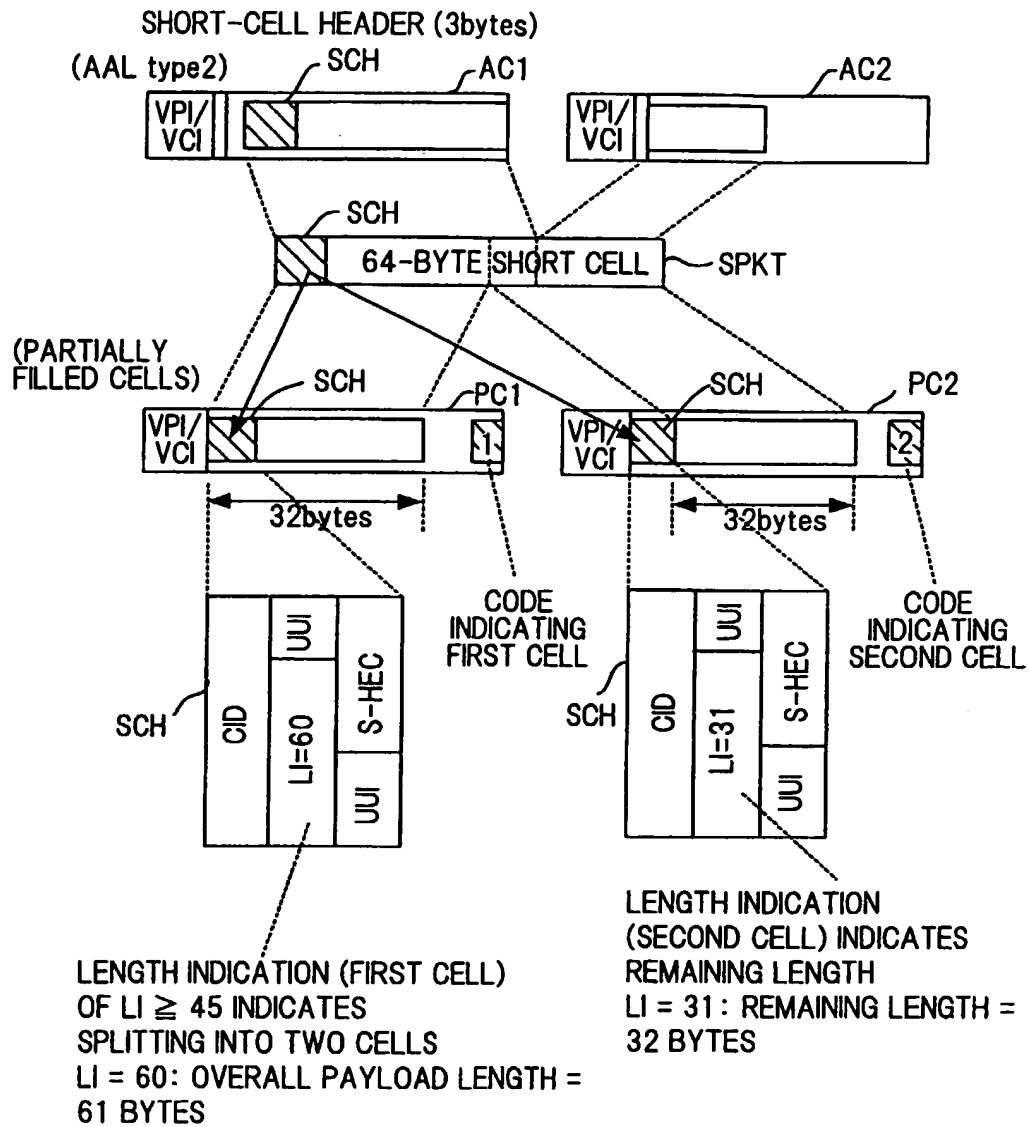 SHORT-CELL HEADER (3bytes)
(AAL type2)
SCH
AC1
AC2
VPI/
VCI
VPI/
VCI
SCH
64-BYTE SHORT CELL
SPKT
(PARTIALLY
FILLED CELLS)
SCH
PC1
SCH
PC2
VPI/
VCI
1
VPI/
VCI
2
32bytes
32bytes
CODE
INDICATING
FIRST CELL
CODE
INDICATING
SECOND CELL
SCH
CID
UUI
LI=60
S-HEC
UUI
SCH
CID
UUI
LI=31
S-HEC
UUI
LENGTH INDICATION (FIRST CELL)
OF LI ≧ 45 INDICATES
SPLITTING INTO TWO CELLS
LI = 60: OVERALL PAYLOAD LENGTH =
61 BYTES
LENGTH INDICATION
(SECOND CELL) INDICATES
REMAINING LENGTH
LI = 31: REMAINING LENGTH =
32 BYTES